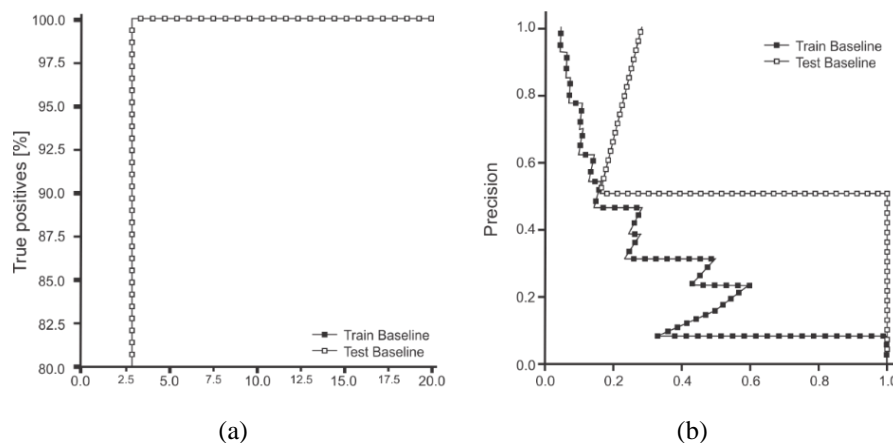 100.0
97.5
95.0
92.5
90.0
87.5
85.0
82.5
80.0
True positives [%]
Train Baseline
Test Baseline
0.0 2.5 5.0 7.5 10.0 12.5 15.0 17.5 20.0
(a)
1.0
0.8
0.6
0.4
0.2
0.0
Precision
Train Baseline
Test Baseline
0.0 0.2 0.4 0.6 0.8 1.0
(b)